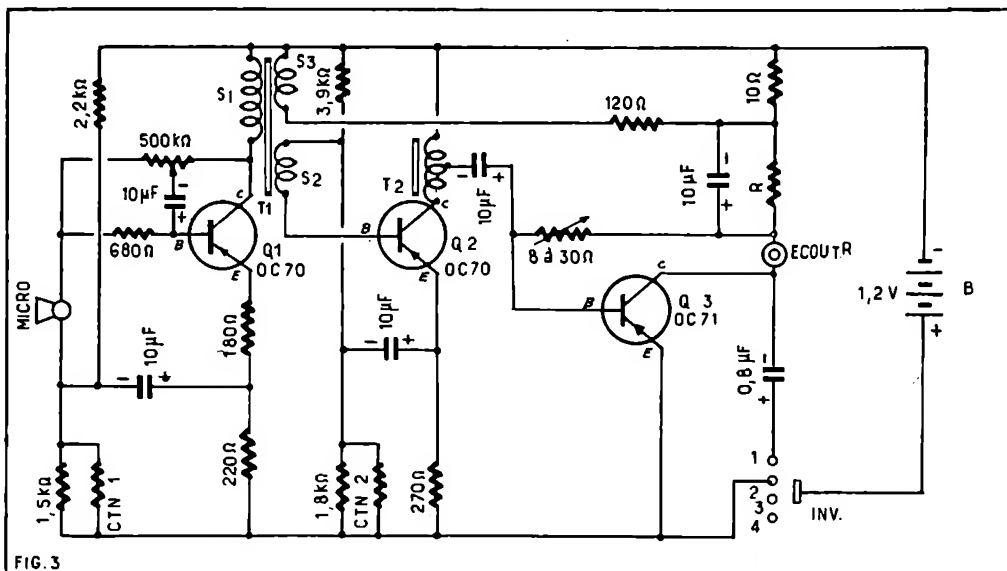 2,2kΩ
S1
S3
3,9kΩ
10Ω
120Ω
500kΩ
10µF
-
+
C
T1
S2
T2
C
-
+
10µF
-
10µF
+
R
680Ω
B
Q1
OC70
E
B
Q2
OC70
E
8 à 30Ω
ECOUTR
-
1,2 V
B
+
MICRO
180Ω
10µF
-
+
10µF
-
+
B
C
Q 3
OC71
E
0,8µF
-
+
1,5kΩ
CTN 1
220Ω
1,8kΩ
CTN 2
270Ω
1
2
3
4
INV.
FIG.3